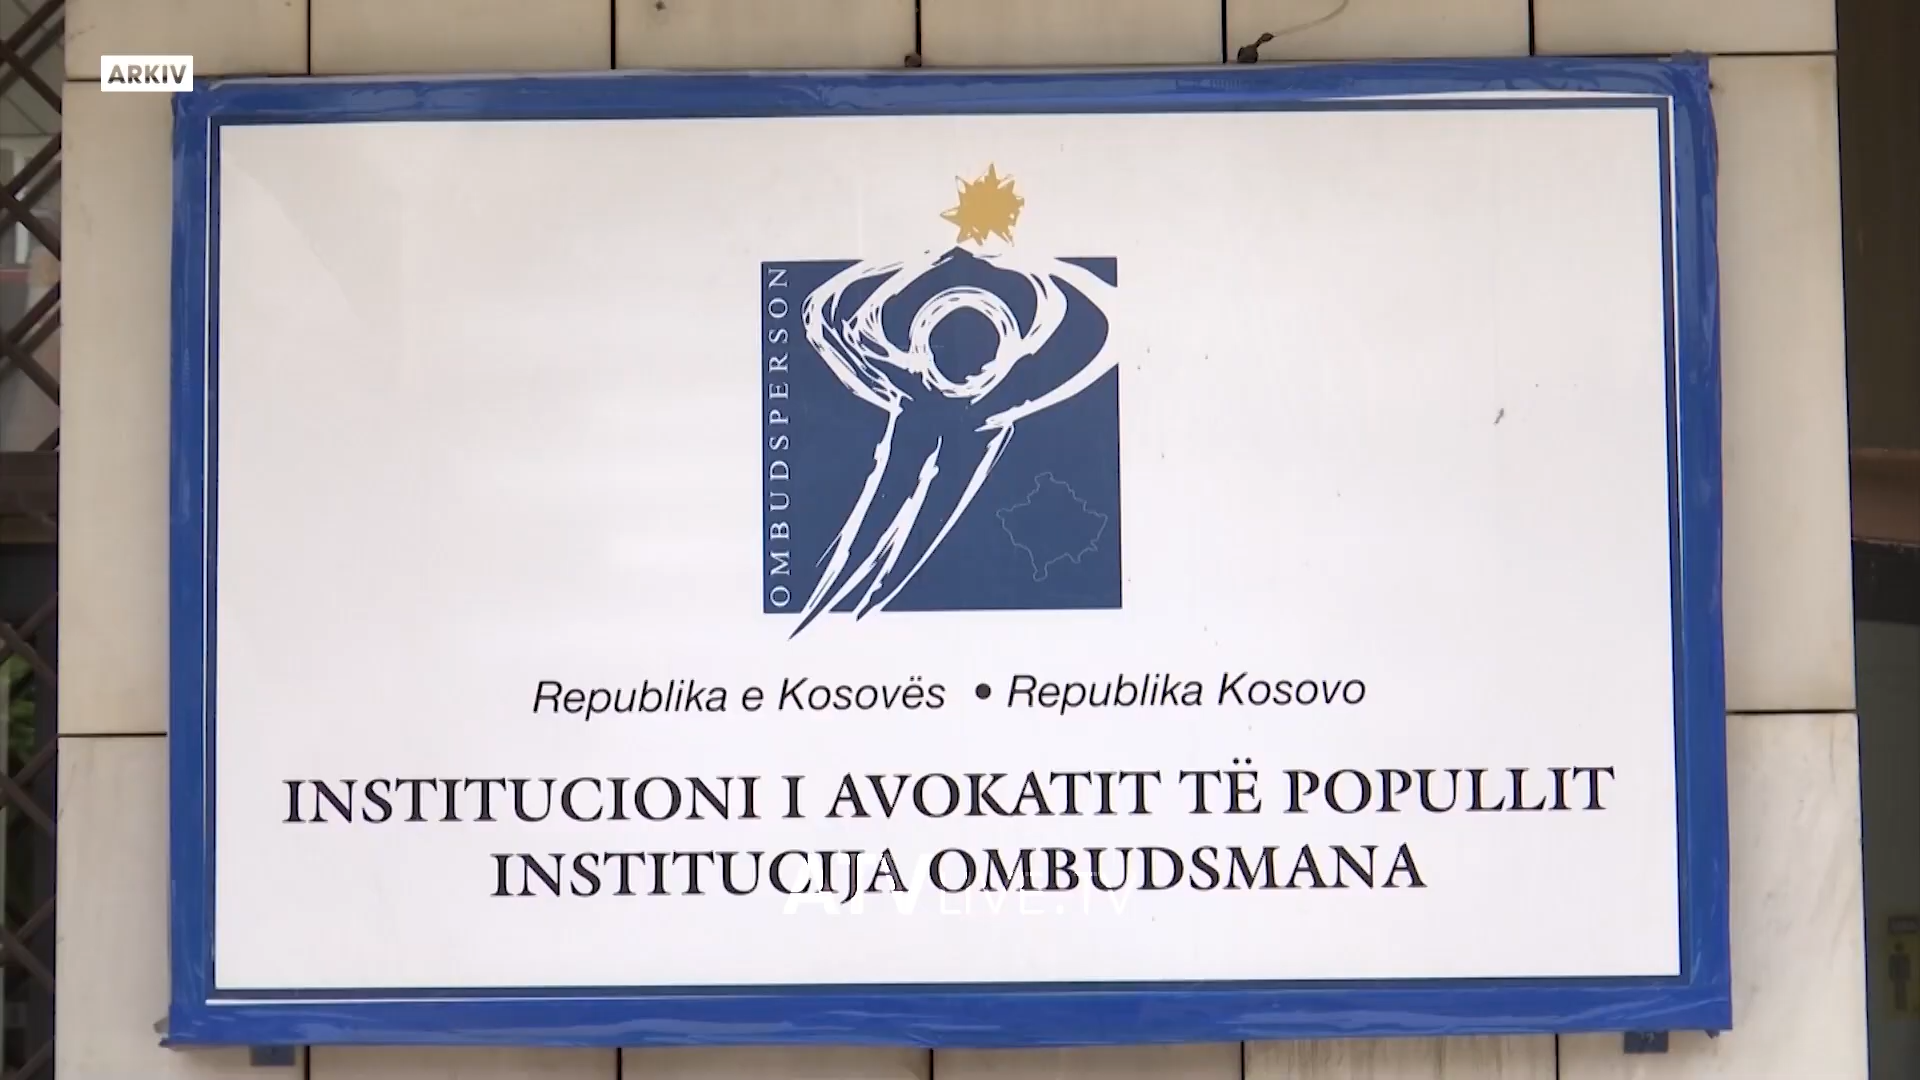 ARKIV
OMBUDSPERSON
Republika e Kosovës • Republika Kosovo
INSTITUCIONI I AVOKATIT TË POPULLIT
INSTITUCIJA OMBUDSMANA
ATV LIVE.TV